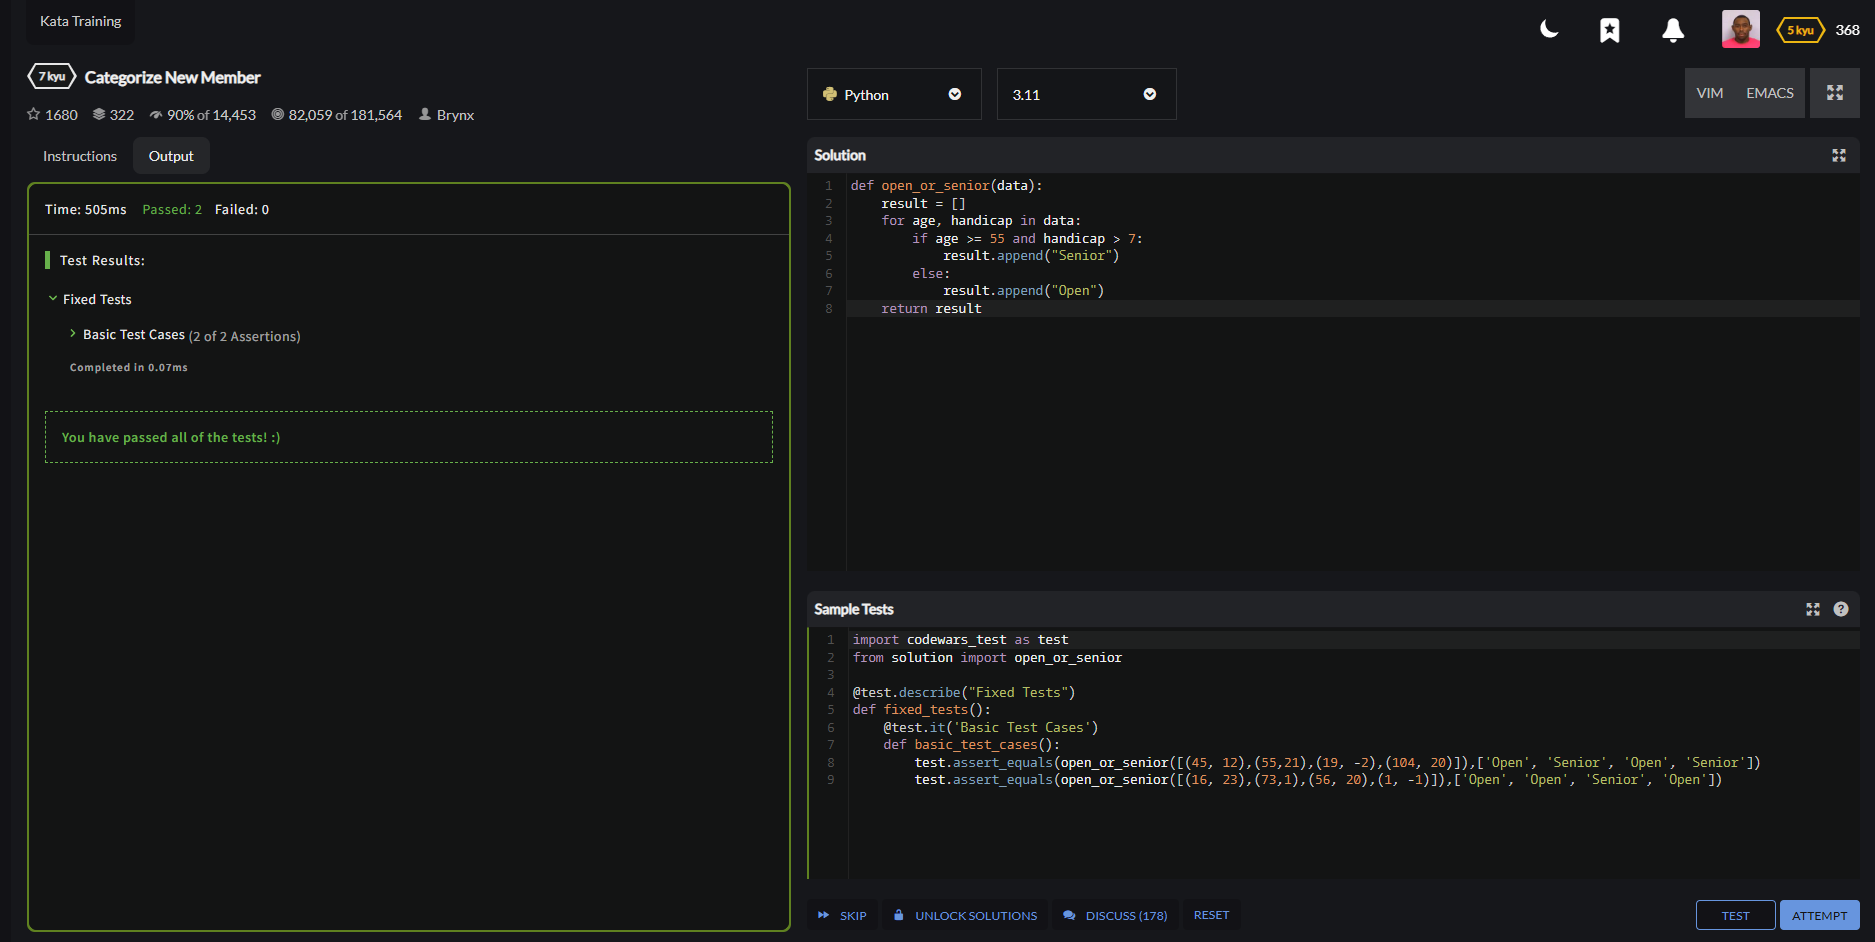 Kata Training
5 kyu 368
7 kyu Categorize New Member
1680 322 90% of 14,453 82,059 of 181,564 Brynx
Instructions Output
Time: 505ms Passed: 2 Failed: 0
Test Results:
Fixed Tests
Basic Test Cases (2 of 2 Assertions)
Completed in 0.07ms
You have passed all of the tests! :)
Python 3.11 VIM EMACS
Solution
1 def open_or_senior(data):
2     result = []
3     for age, handicap in data:
4         if age >= 55 and handicap > 7:
5             result.append("Senior")
6         else:
7             result.append("Open")
8     return result
Sample Tests ?
1 import codewars_test as test
2 from solution import open_or_senior
3
4 @test.describe("Fixed Tests")
5 def fixed_tests():
6     @test.it('Basic Test Cases')
7     def basic_test_cases():
8         test.assert_equals(open_or_senior([(45, 12),(55,21),(19, -2),(104, 20)]),['Open', 'Senior', 'Open', 'Senior'])
9         test.assert_equals(open_or_senior([(16, 23),(73,1),(56, 20),(1, -1)]),['Open', 'Open', 'Senior', 'Open'])
SKIP UNLOCK SOLUTIONS DISCUSS (178) RESET TEST ATTEMPT